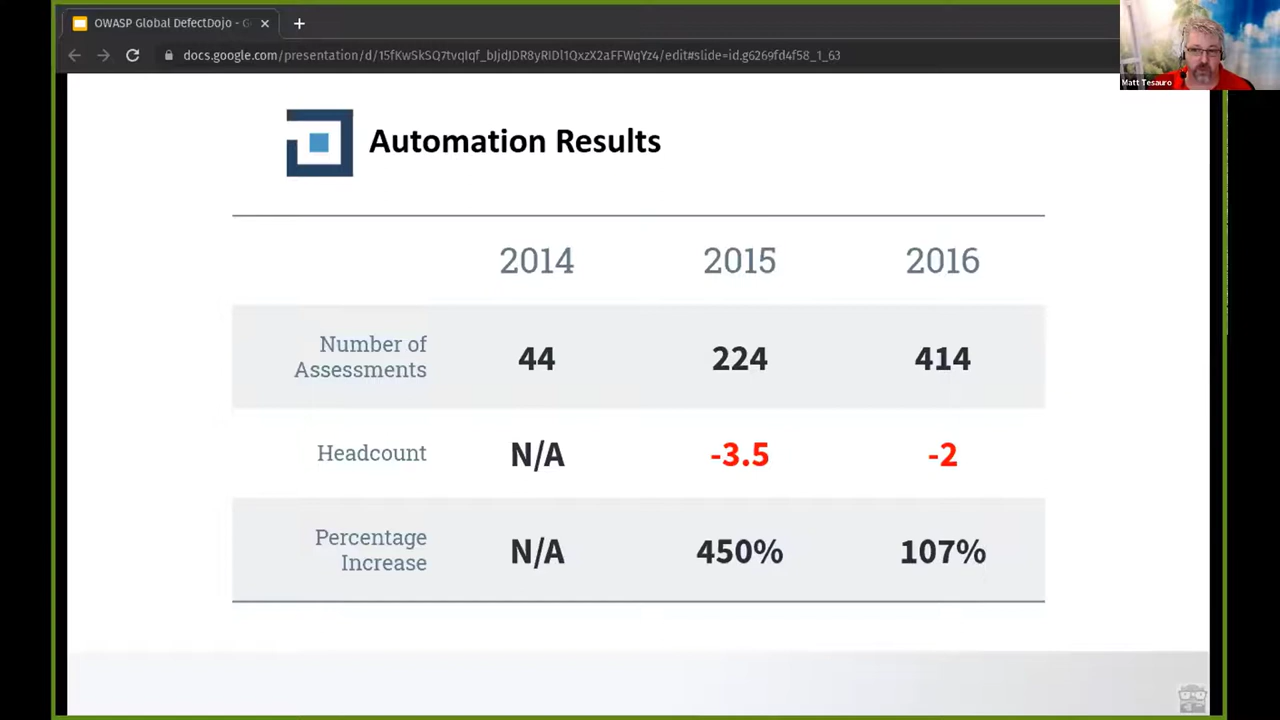 OWASP Global DefectDojo - G
docs.google.com/presentation/d/15fKwSkSQ7tvqIqf_bJjdJDR8yRIDl1QxzX2aFFWqYz4/edit#slide=id.g6269fd4f58_1_63
Matt Tesauro
Automation Results
2014 2015 2016
Number of
Assessments
44 224 414
Headcount N/A -3.5 -2
Percentage
Increase
N/A 450% 107%